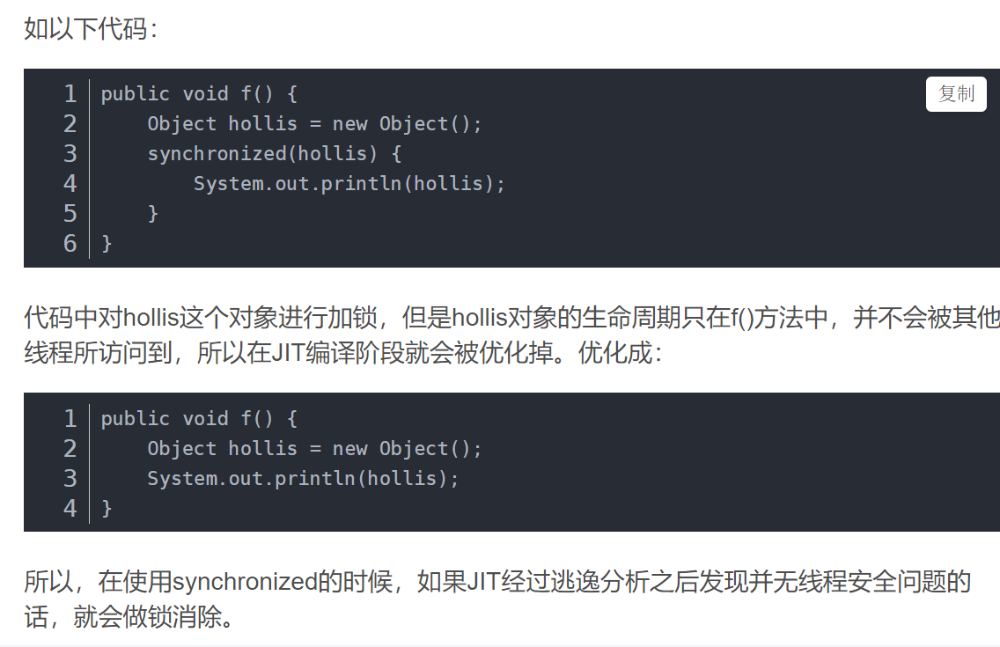 如以下代码：
复制
1 public void f() {
2     Object hollis = new Object();
3     synchronized(hollis) {
4         System.out.println(hollis);
5     }
6 }
代码中对hollis这个对象进行加锁，但是hollis对象的生命周期只在f()方法中，并不会被其他
线程所访问到，所以在JIT编译阶段就会被优化掉。优化成：
1 public void f() {
2     Object hollis = new Object();
3     System.out.println(hollis);
4 }
所以，在使用synchronized的时候，如果JIT经过逃逸分析之后发现并无线程安全问题的
话，就会做锁消除。